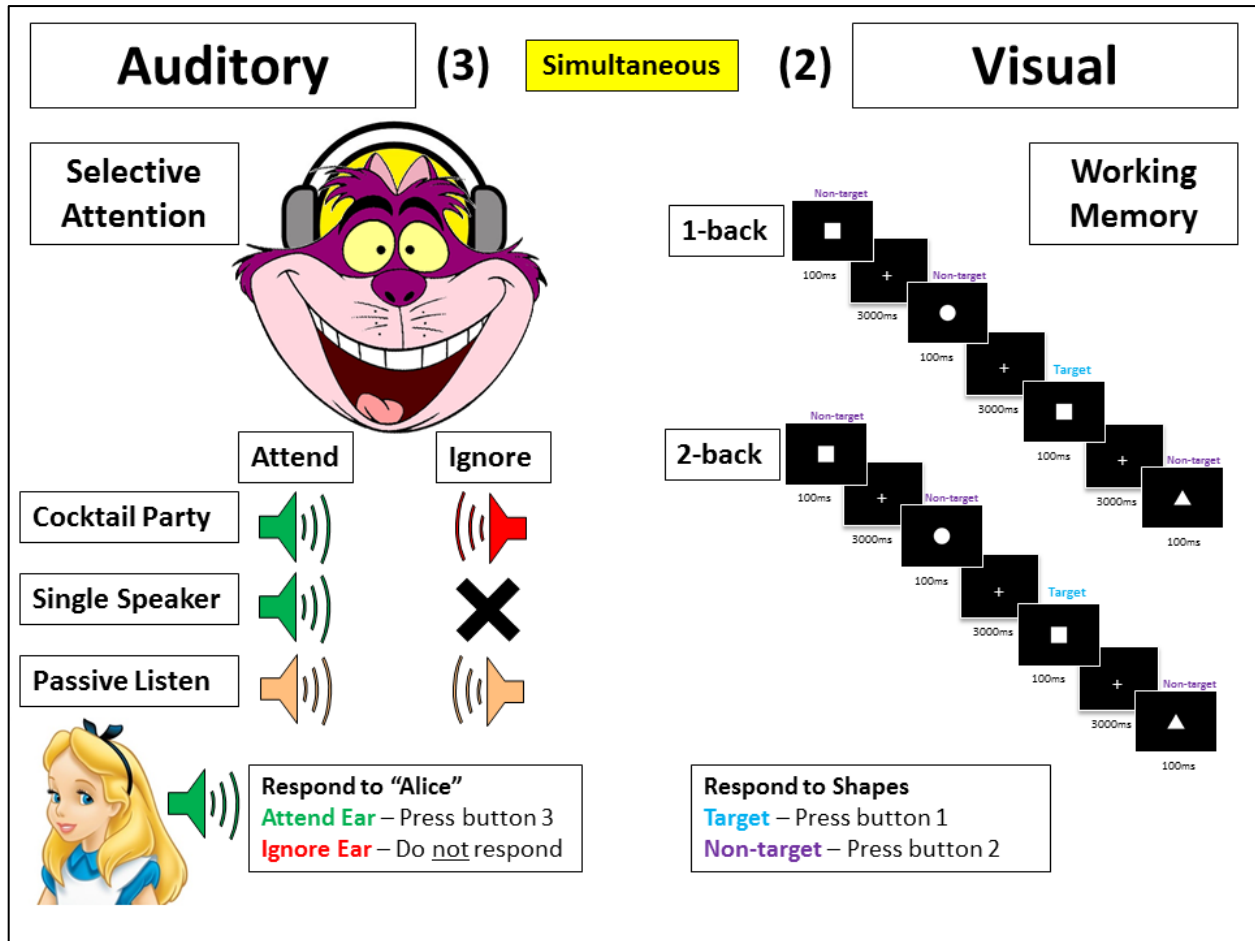 Auditory (3) Simultaneous (2) Visual
Selective
Attention
Working
Memory
1-back
Non-target
100ms
3000ms
Non-target
100ms
3000ms
Target
100ms
3000ms
Non-target
100ms
2-back
Non-target
100ms
3000ms
Non-target
100ms
3000ms
Target
100ms
3000ms
Non-target
100ms
Attend Ignore
Cocktail Party
Single Speaker
Passive Listen
Respond to “Alice”
Attend Ear – Press button 3
Ignore Ear – Do not respond
Respond to Shapes
Target – Press button 1
Non-target – Press button 2